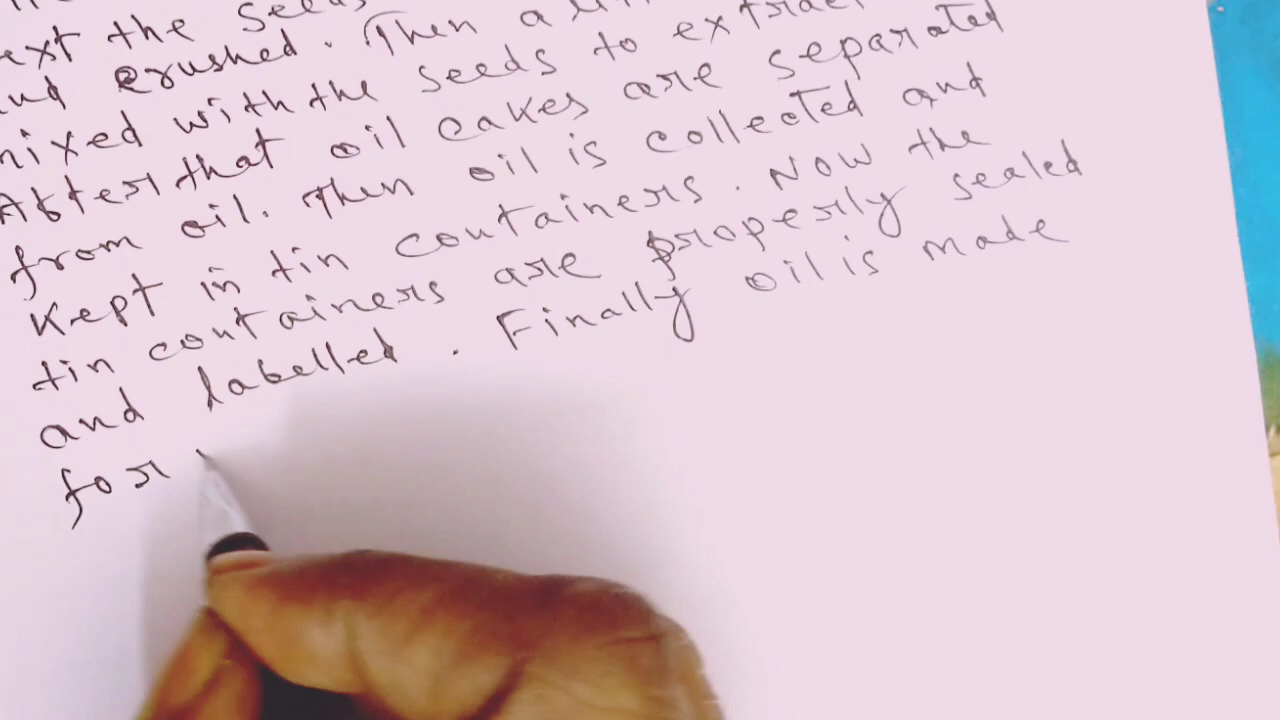 ext the seeds
and crushed. Then a
mixed with the seeds to extrac
After that oil cakes are separated
from oil. Then oil is collected and
kept in tin containers. Now the
tin containers are properly sealed
and labelled. Finally oil is made
for